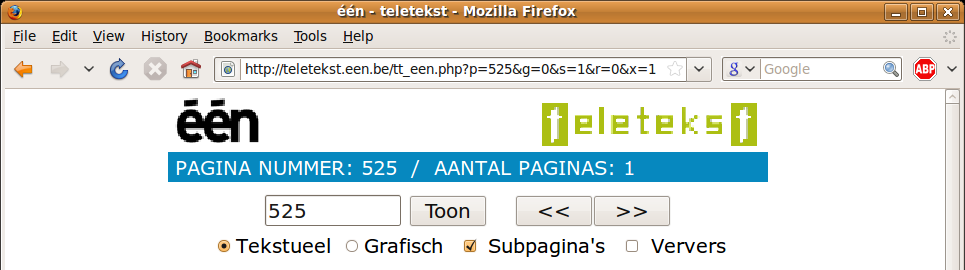 één - teletekst - Mozilla Firefox
File Edit View History Bookmarks Tools Help
http://teletekst.een.be/tt_een.php?p=525&g=0&s=1&r=0&x=1 g Google ABP
één teletekst
PAGINA NUMMER: 525 / AANTAL PAGINAS: 1
525 Toon << >>
Tekstueel Grafisch Subpagina's Ververs